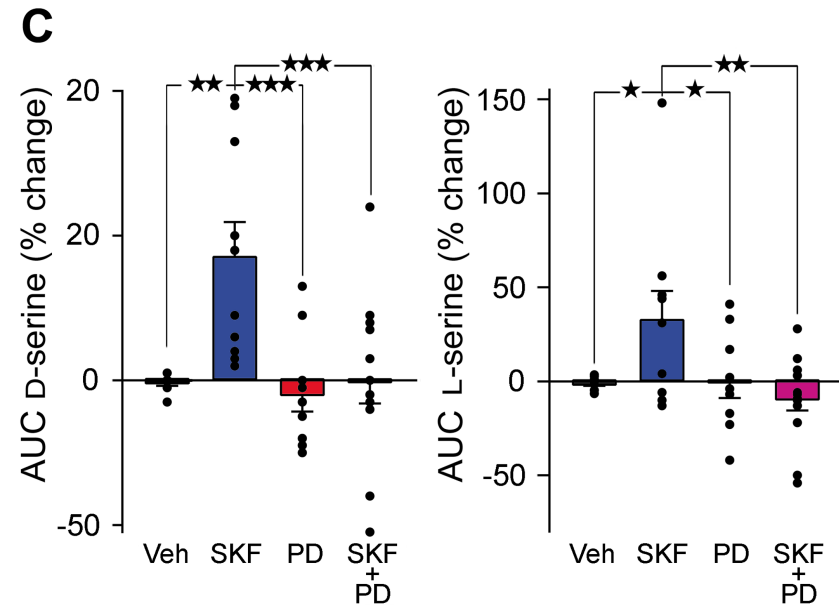 C
AUC D-serine (% change)
20
20
0
-50
★★
★★★
★★★
Veh
SKF
PD
SKF
+
PD
AUC L-serine (% change)
150
100
50
0
-50
★
★
★★
Veh
SKF
PD
SKF
+
PD